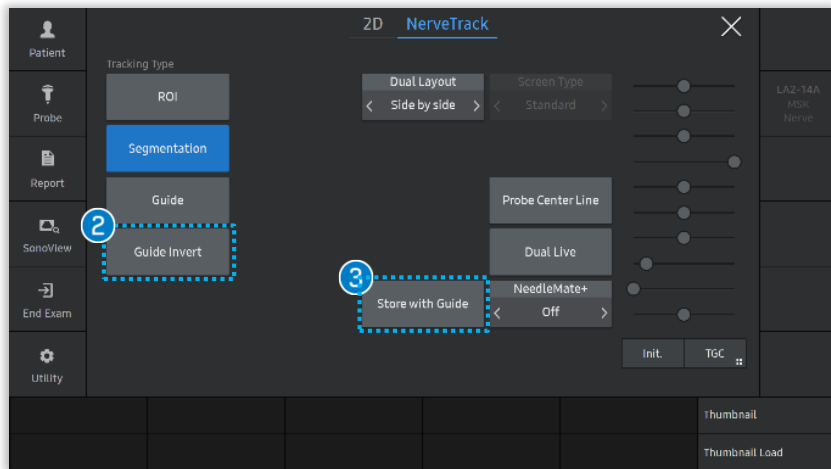 2D NerveTrack
Patient
Probe
Report
SonoView
End Exam
Utility
Tracking Type
ROI
Segmentation
Guide
2
Guide Invert
Dual Layout
< Side by side >
Screen Type
< Standard >
Probe Center Line
Dual Live
3
Store with Guide
NeedleMate+
< Off >
Init.
TGC
LA2-14A
MSK
Nerve
Thumbnail
Thumbnail Load